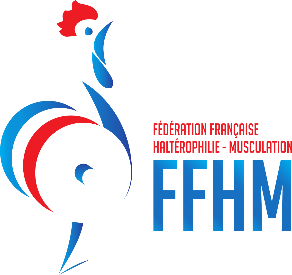 FÉDÉRATION FRANÇAISE
HALTÉROPHILIE - MUSCULATION
FFHM